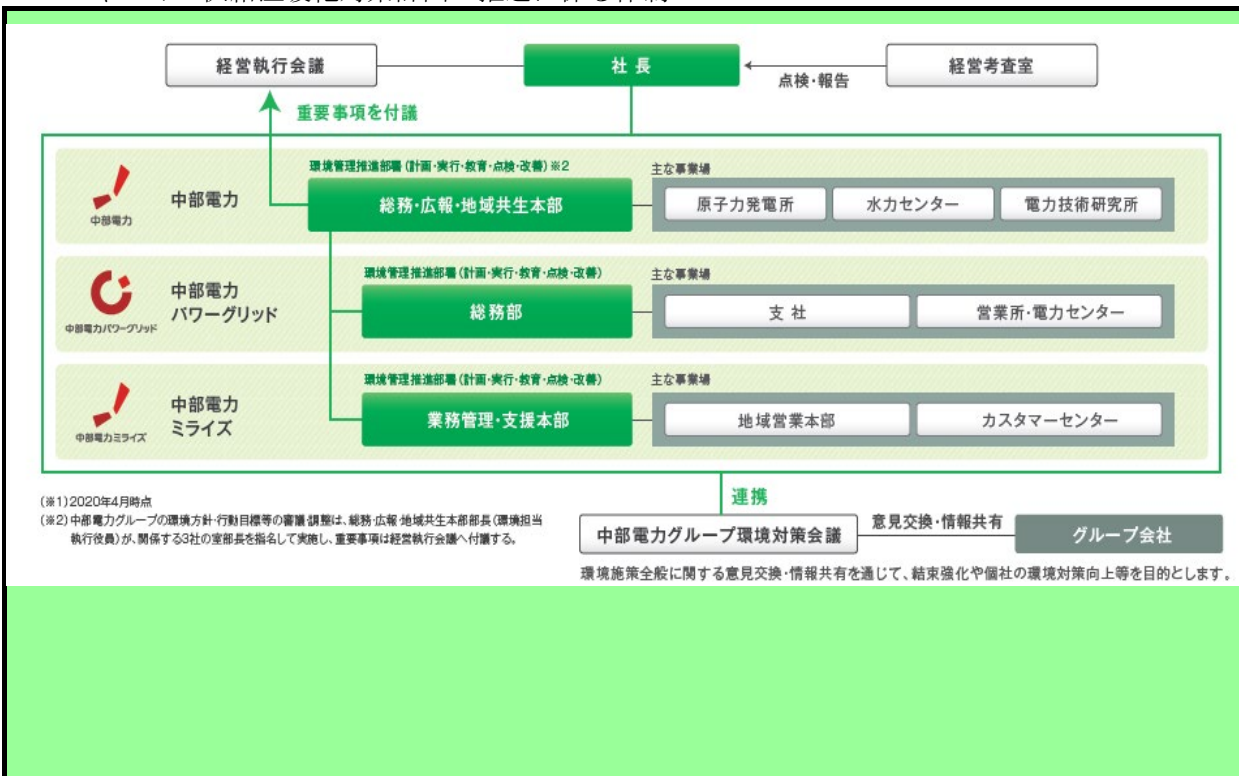 経営執行会議
社長
点検・報告
経営考査室
重要事項を付議
中部電力
中部電力
環境管理推進部署（計画・実行・教育・点検・改善）※2
総務・広報・地域共生本部
主な事業場
原子力発電所
水力センター
電力技術研究所
中部電力パワーグリッド
中部電力
パワーグリッド
環境管理推進部署（計画・実行・教育・点検・改善）
総務部
主な事業場
支社
営業所・電力センター
中部電力ミライズ
中部電力
ミライズ
環境管理推進部署（計画・実行・教育・点検・改善）
業務管理・支援本部
主な事業場
地域営業本部
カスタマーセンター
(※1)2020年4月時点
(※2)中部電力グループの環境方針・行動目標等の審議・調整は、総務・広報・地域共生本部部長（環境担当
執行役員）が、関係する3社の室部長を指名して実施し、重要事項は経営執行会議へ付議する。
連携
中部電力グループ環境対策会議
意見交換・情報共有
グループ会社
環境施策全般に関する意見交換・情報共有を通じて、結束強化や個社の環境対策向上等を目的とします。